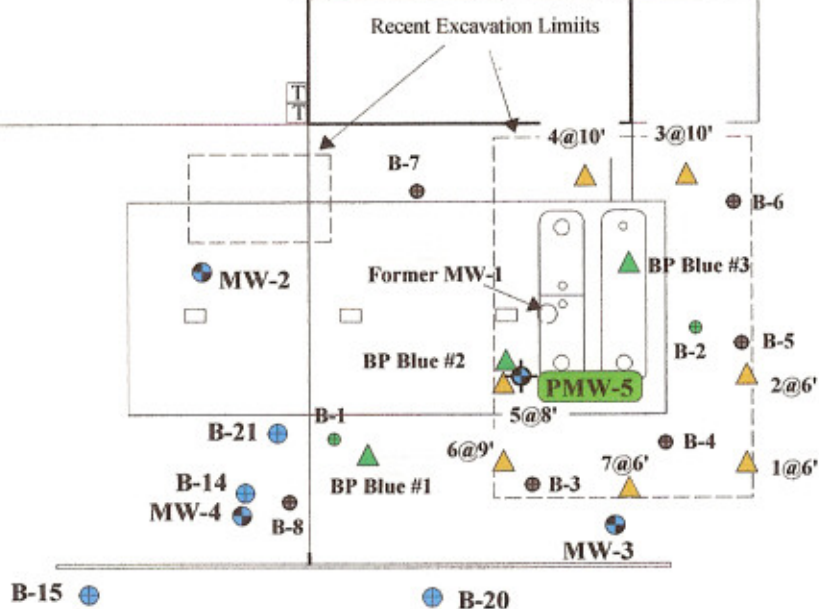 Recent Excavation Limiits
T
T
4@10'
3@10'
B-7
B-6
MW-2
Former MW-1
BP Blue #3
B-2
B-5
BP Blue #2
PMW-5
2@6'
5@8'
B-1
B-21
6@9'
B-4
7@6'
1@6'
BP Blue #1
B-3
B-14
MW-4
B-8
MW-3
B-15
B-20